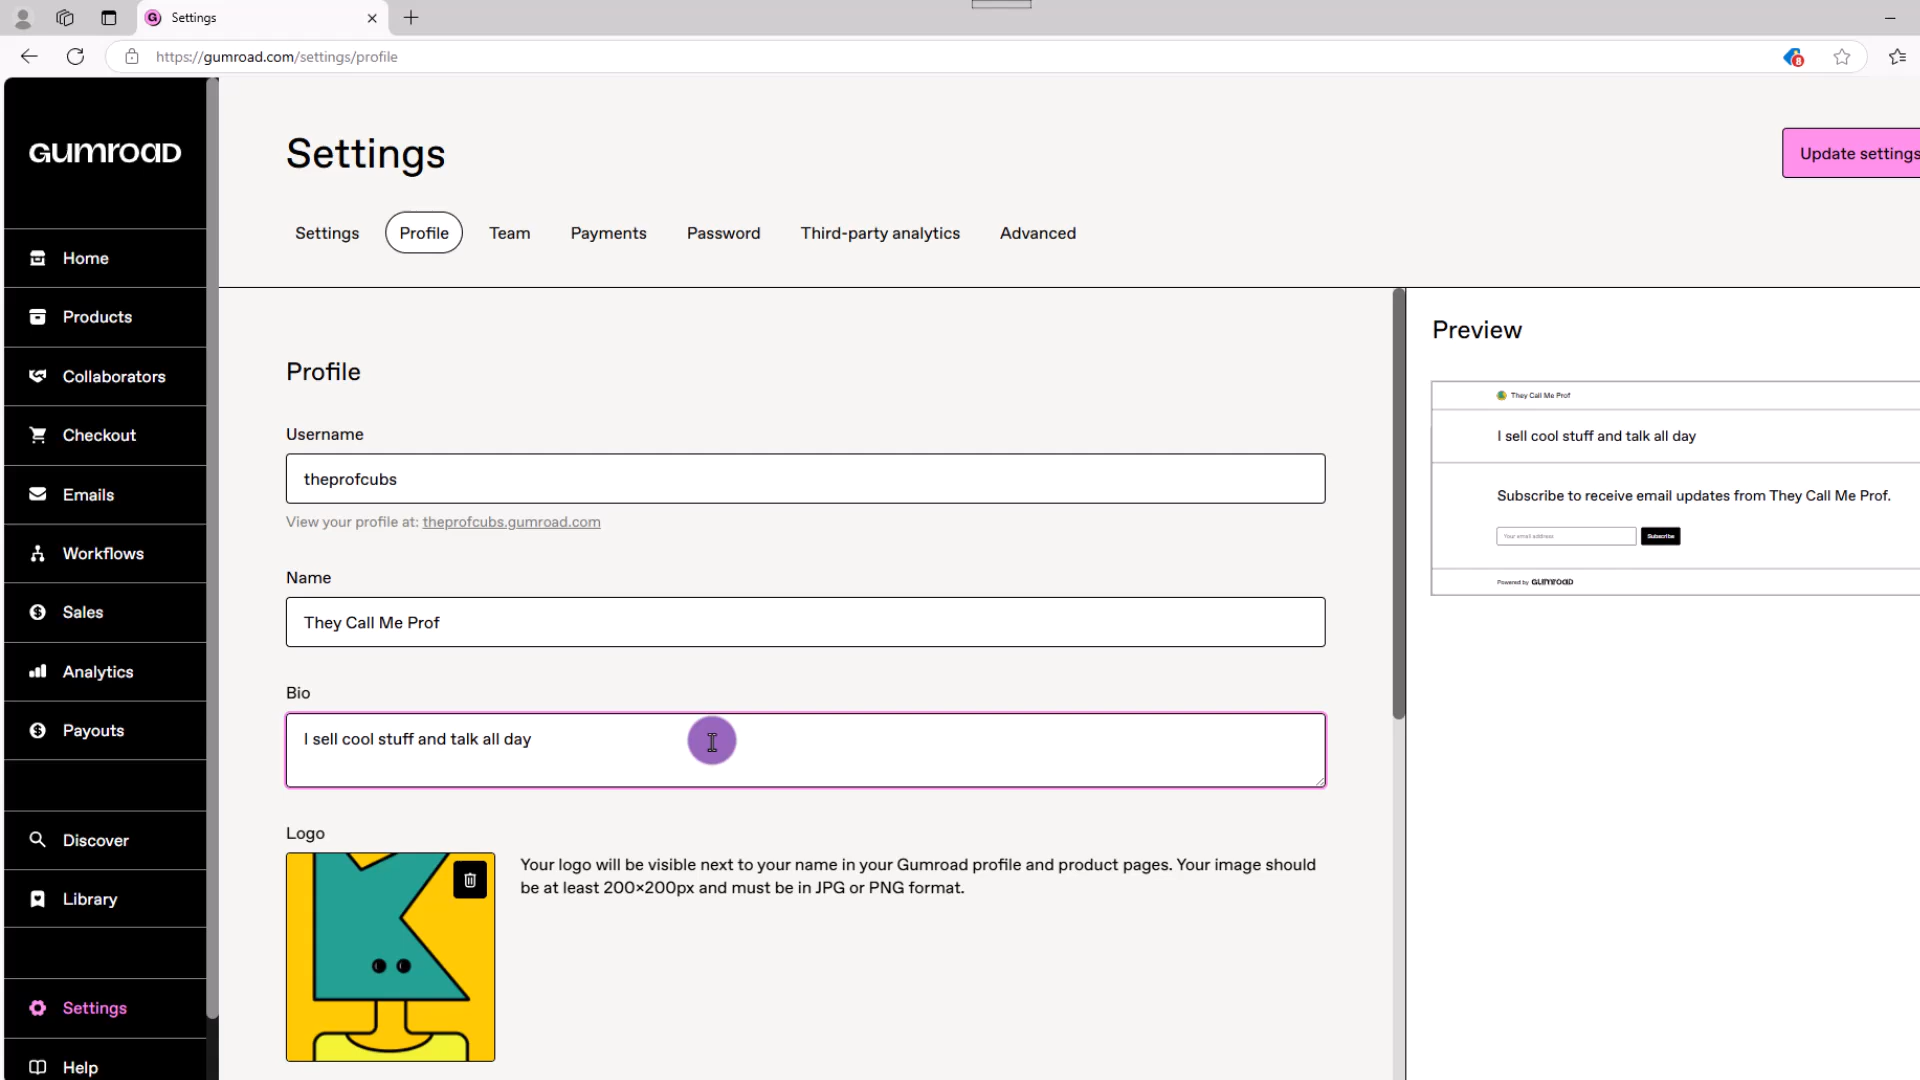 Settings
https://gumroad.com/settings/profile
8
GUMROAD
Settings
Update settings
Settings
Profile
Team
Payments
Password
Third-party analytics
Advanced
Home
Products
Collaborators
Checkout
Emails
Workflows
Sales
Analytics
Payouts
Discover
Library
Settings
Help
Profile
Username
theprofcubs
View your profile at: theprofcubs.gumroad.com
Name
They Call Me Prof
Bio
I sell cool stuff and talk all day
Logo
Your logo will be visible next to your name in your Gumroad profile and product pages. Your image should
be at least 200×200px and must be in JPG or PNG format.
Preview
They Call Me Prof
I sell cool stuff and talk all day
Subscribe to receive email updates from They Call Me Prof.
Your email address
Subscribe
Powered by GUMROAD